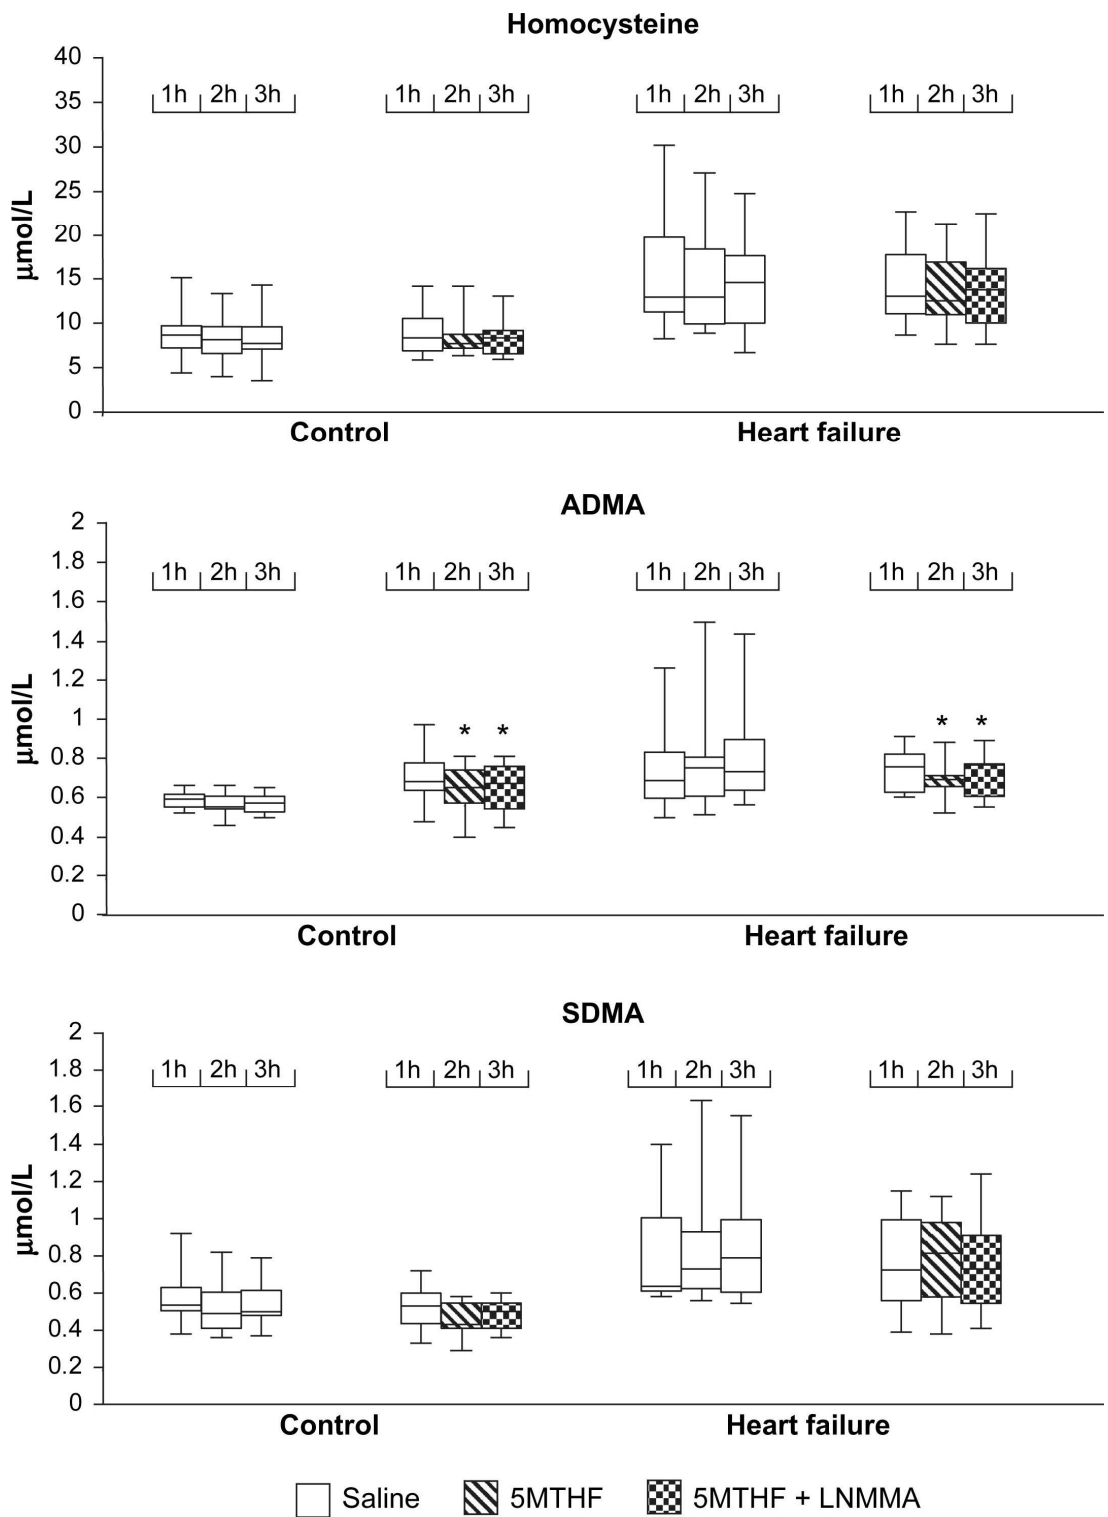 Homocysteine
40
35
30
25
20
15
10
5
0
µmol/L
1h 2h 3h
1h 2h 3h
1h 2h 3h
1h 2h 3h
Control
Heart failure
ADMA
2
1.8
1.6
1.4
1.2
1
0.8
0.6
0.4
0.2
0
µmol/L
1h 2h 3h
1h 2h 3h
1h 2h 3h
1h 2h 3h
* *
* *
Control
Heart failure
SDMA
2
1.8
1.6
1.4
1.2
1
0.8
0.6
0.4
0.2
0
µmol/L
1h 2h 3h
1h 2h 3h
1h 2h 3h
1h 2h 3h
Control
Heart failure
Saline 5MTHF 5MTHF + LNMMA